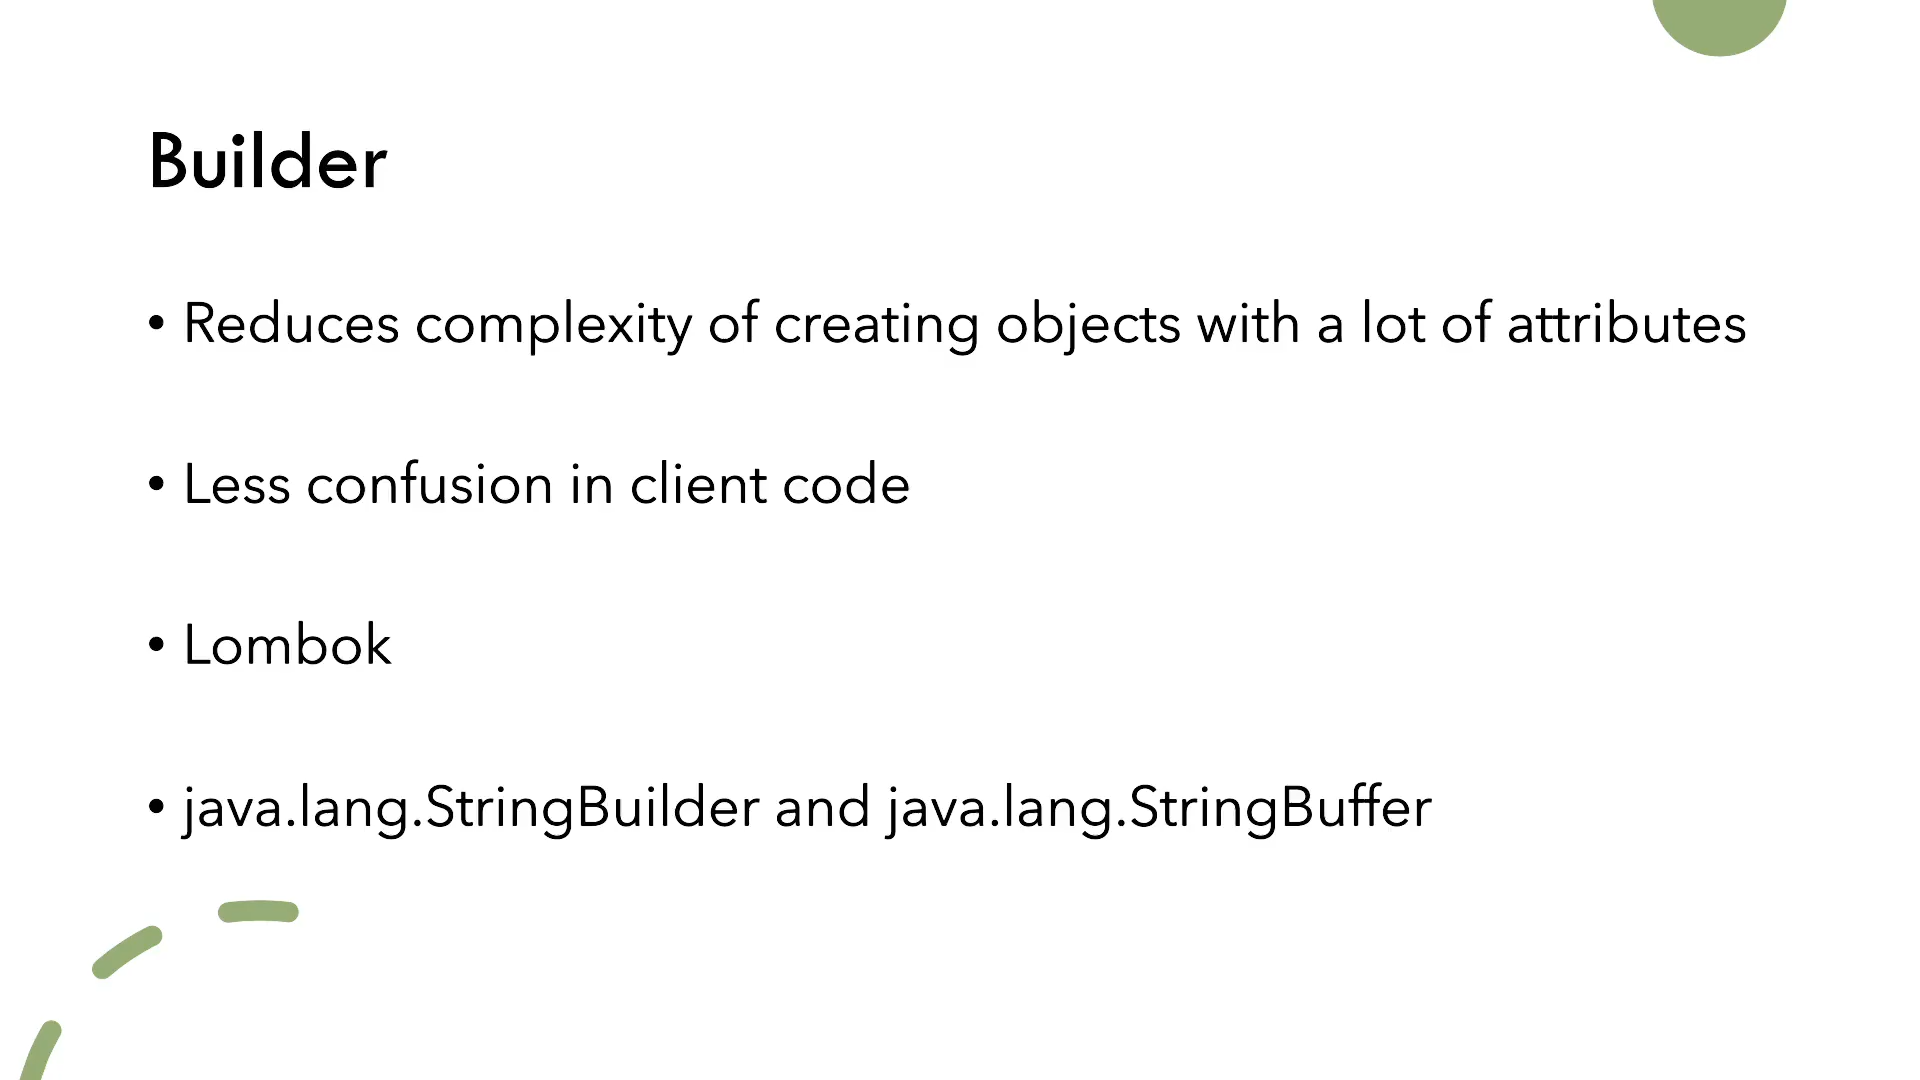 Builder
• Reduces complexity of creating objects with a lot of attributes
• Less confusion in client code
• Lombok
• java.lang.StringBuilder and java.lang.StringBuffer